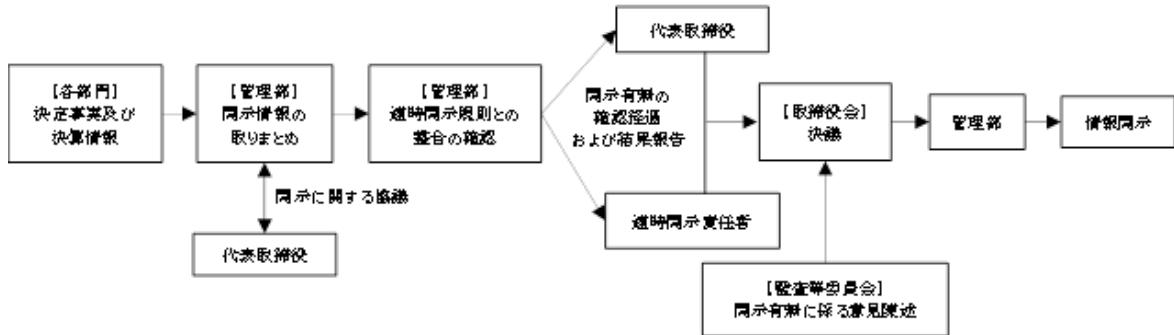 【各部門】
決定事実及び
決算情報
【管理部】
開示情報の
取りまとめ
【管理部】
適時開示規則との
整合の確認
代表取締役
開示有無の
確認経過
および結果報告
適時開示責任者
【取締役会】
決議
管理部
情報開示
開示に関する協議
代表取締役
【監査等委員会】
開示有無に係る意見陳述